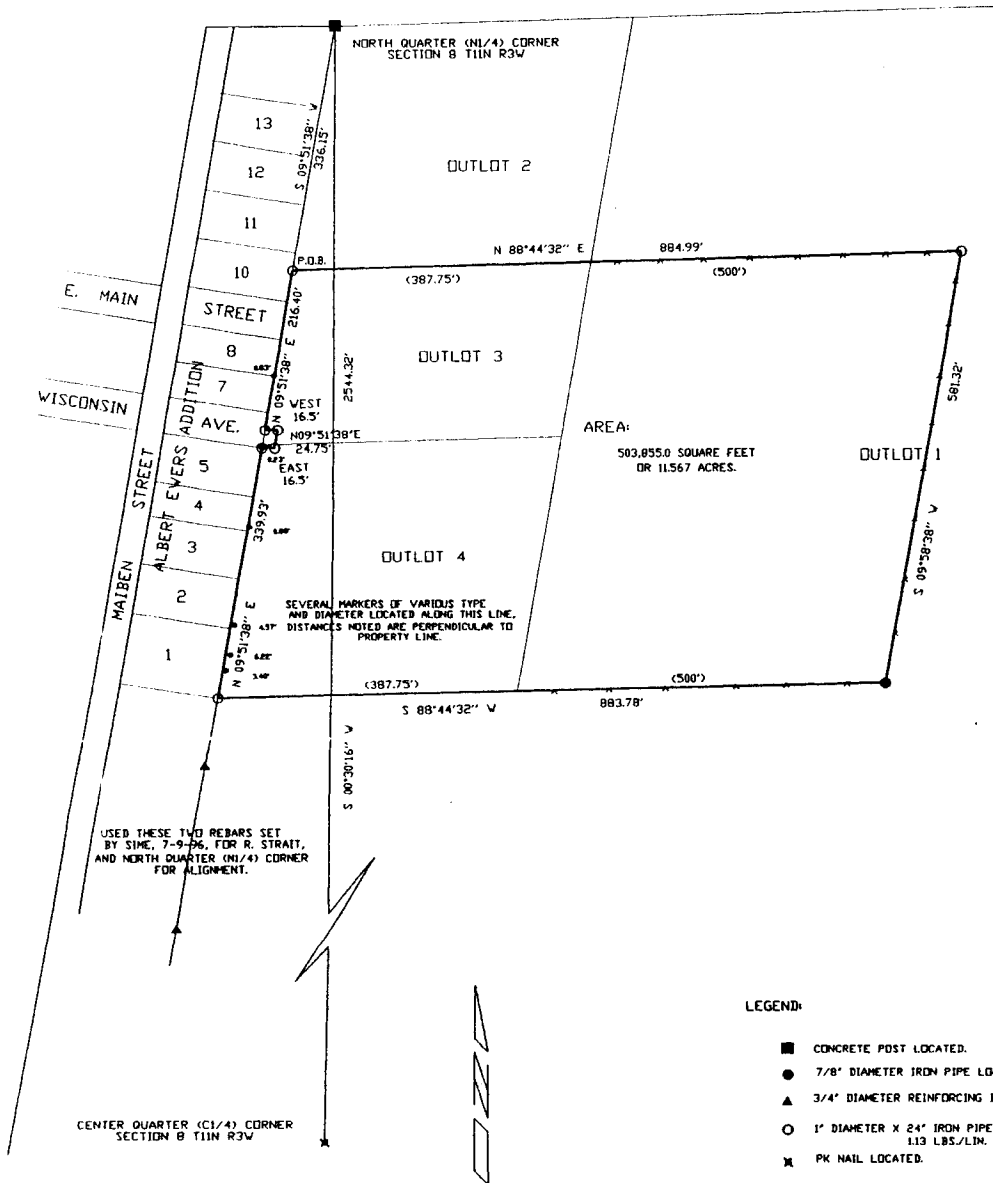 NORTH QUARTER (N1/4) CORNER
SECTION 8 T11N R3W
S 09°51'38" W
336.15'
13
12
11
10
OUTLOT 2
N 88°44'32" E
884.99'
P.O.B.
(387.75')
(500')
E. MAIN
STREET
8
7
WISCONSIN
AVE.
5
4
3
2
1
N 09°51'38" E 216.40'
OUTLOT 3
2544.32'
WEST
16.5'
N09°51'38"E
24.75'
EAST
16.5'
ALBERT EWERS ADDITION
MAIBEN STREET
AREA:
503,855.0 SQUARE FEET
OR 11.567 ACRES.
OUTLOT 1
581.32'
S 09°58'38" W
339.93'
N 09°51'38" E
OUTLOT 4
SEVERAL MARKERS OF VARIOUS TYPE
AND DIAMETER LOCATED ALONG THIS LINE,
DISTANCES NOTED ARE PERPENDICULAR TO
PROPERTY LINE.
(387.75')
(500')
S 88°44'32" W
883.78'
S 00°30'16" W
USED THESE TWO REBARS SET
BY SIME, 7-9-96, FOR R. STRAIT,
AND NORTH QUARTER (N1/4) CORNER
FOR ALIGNMENT.
CENTER QUARTER (C1/4) CORNER
SECTION 8 T11N R3W
N
LEGEND:
CONCRETE POST LOCATED.
7/8" DIAMETER IRON PIPE LO
3/4" DIAMETER REINFORCING
1" DIAMETER X 24" IRON PIPE
1.13 LBS./LIN.
PK NAIL LOCATED.